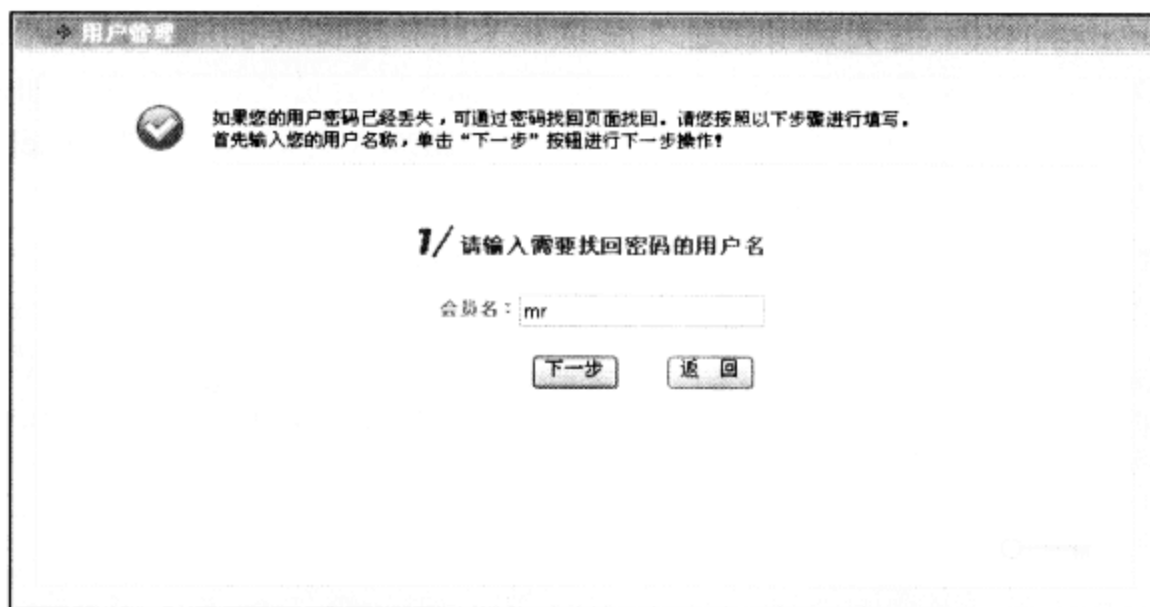 用户管理
如果您的用户密码已经丢失，可通过密码找回页面找回。请您按照以下步骤进行填写。
首先输入您的用户名称，单击“下一步”按钮进行下一步操作！
1/ 请输入需要找回密码的用户名
会员名：mr
下一步 返 回